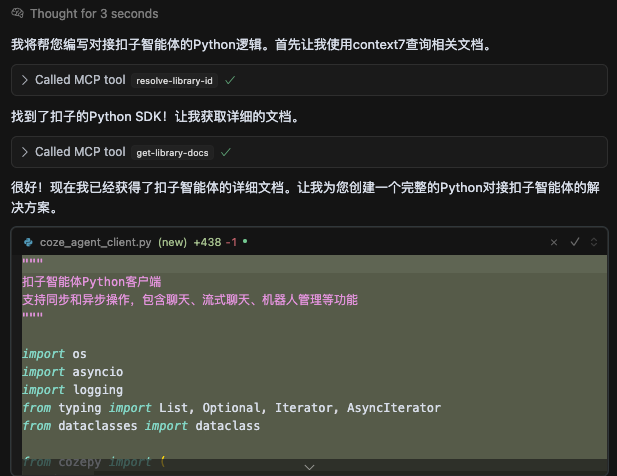 Thought for 3 seconds
我将帮您编写对接扣子智能体的Python逻辑。首先让我使用context7查询相关文档。
Called MCP tool resolve-library-id
找到了扣子的Python SDK！让我获取详细的文档。
Called MCP tool get-library-docs
很好！现在我已经获得了扣子智能体的详细文档。让我为您创建一个完整的Python对接扣子智能体的解
决方案。
coze_agent_client.py (new) +438 -1
"""
扣子智能体Python客户端
支持同步和异步操作，包含聊天、流式聊天、机器人管理等功能
"""
import os
import asyncio
import logging
from typing import List, Optional, Iterator, AsyncIterator
from dataclasses import dataclass
from cozepy import (